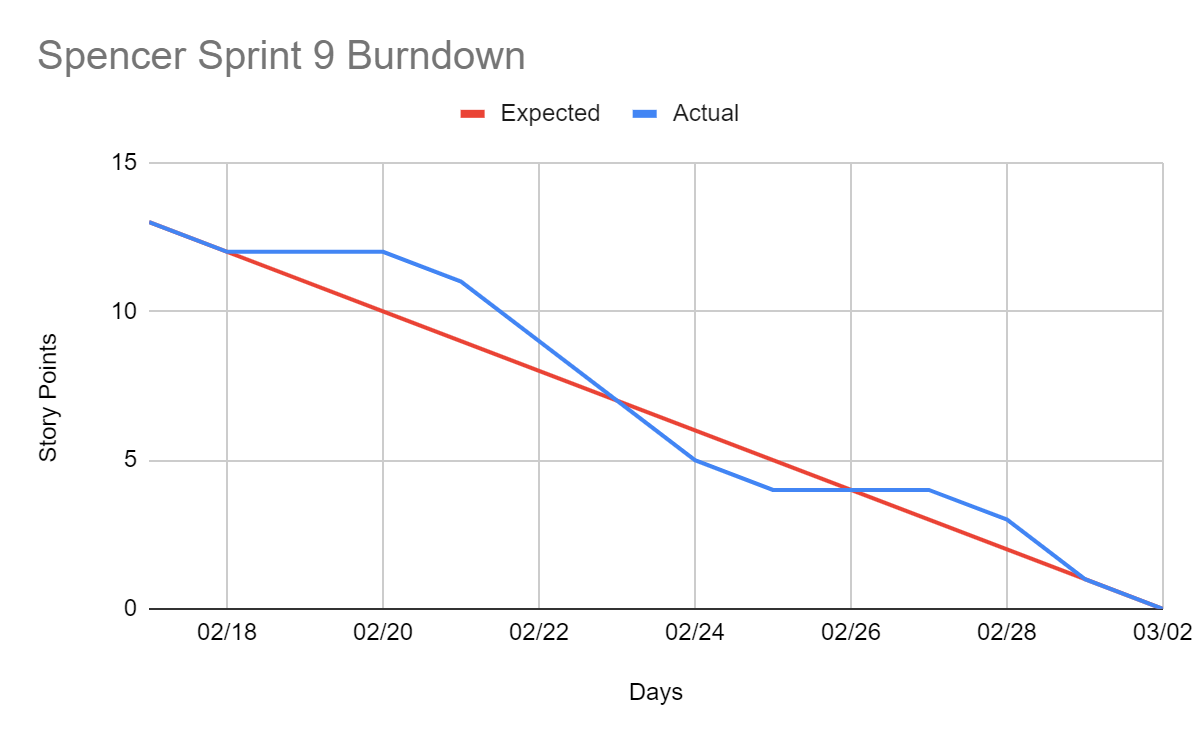 Spencer Sprint 9 Burndown
Expected Actual
15
10
5
0
Story Points
02/18 02/20 02/22 02/24 02/26 02/28 03/02
Days